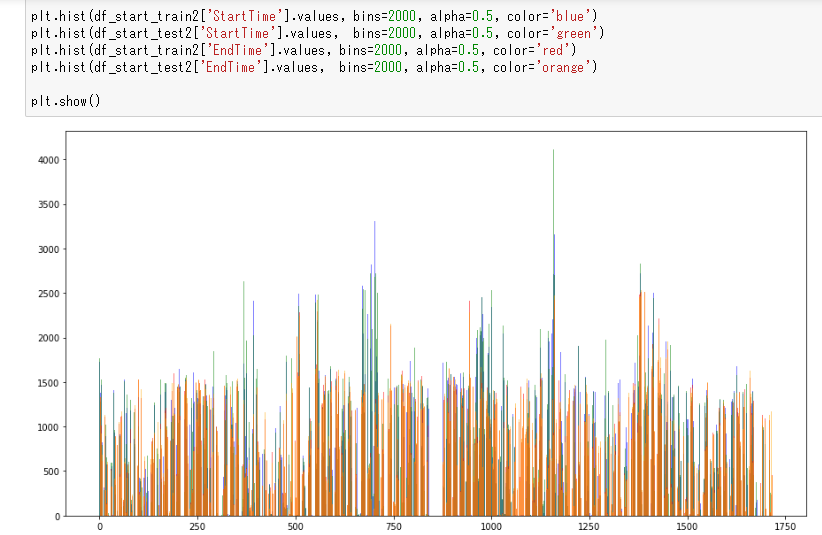 plt.hist(df_start_train2['StartTime'].values, bins=2000, alpha=0.5, color='blue')
plt.hist(df_start_test2['StartTime'].values,  bins=2000, alpha=0.5, color='green')
plt.hist(df_start_train2['EndTime'].values, bins=2000, alpha=0.5, color='red')
plt.hist(df_start_test2['EndTime'].values,  bins=2000, alpha=0.5, color='orange')
plt.show()
4000
3500
3000
2500
2000
1500
1000
500
0
0 250 500 750 1000 1250 1500 1750